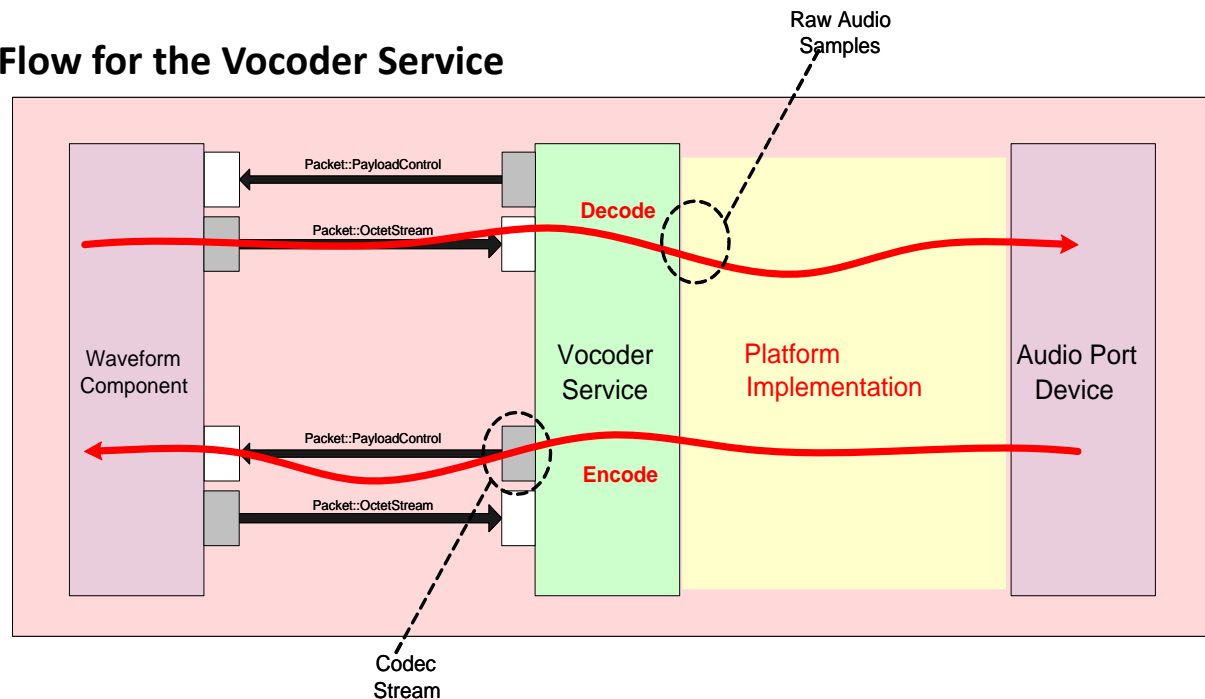 Flow for the Vocoder Service
Raw Audio
Samples
Packet::PayloadControl
Decode
Packet::OctetStream
Waveform
Component
Vocoder
Service
Platform
Implementation
Audio Port
Device
Packet::PayloadControl
Encode
Packet::OctetStream
Codec
Stream